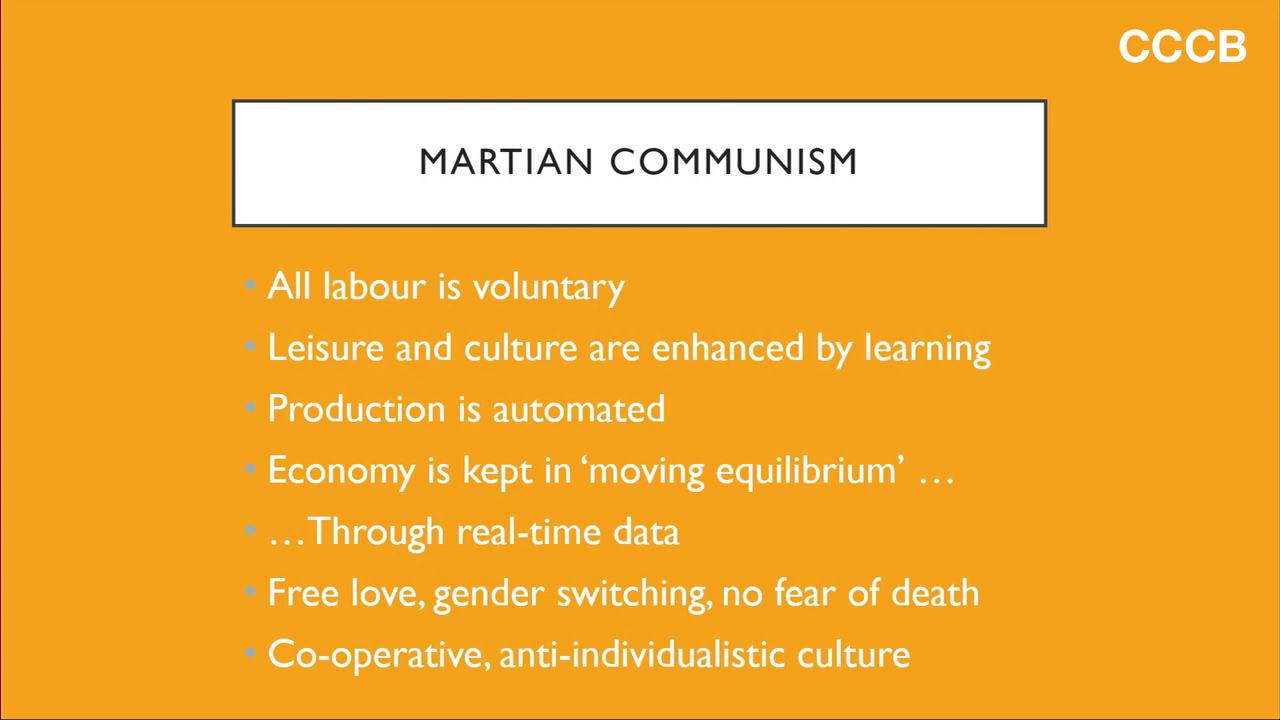 CCCB
MARTIAN COMMUNISM
• All labour is voluntary
• Leisure and culture are enhanced by learning
• Production is automated
• Economy is kept in ‘moving equilibrium’ …
• …Through real-time data
• Free love, gender switching, no fear of death
• Co-operative, anti-individualistic culture